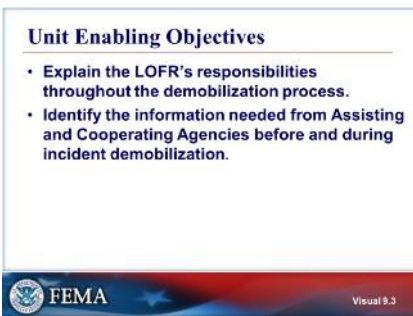 Unit Enabling Objectives
• Explain the LOFR's responsibilities
throughout the demobilization process.
• Identify the information needed from Assisting
and Cooperating Agencies before and during
incident demobilization.
FEMA
Visual 9.3